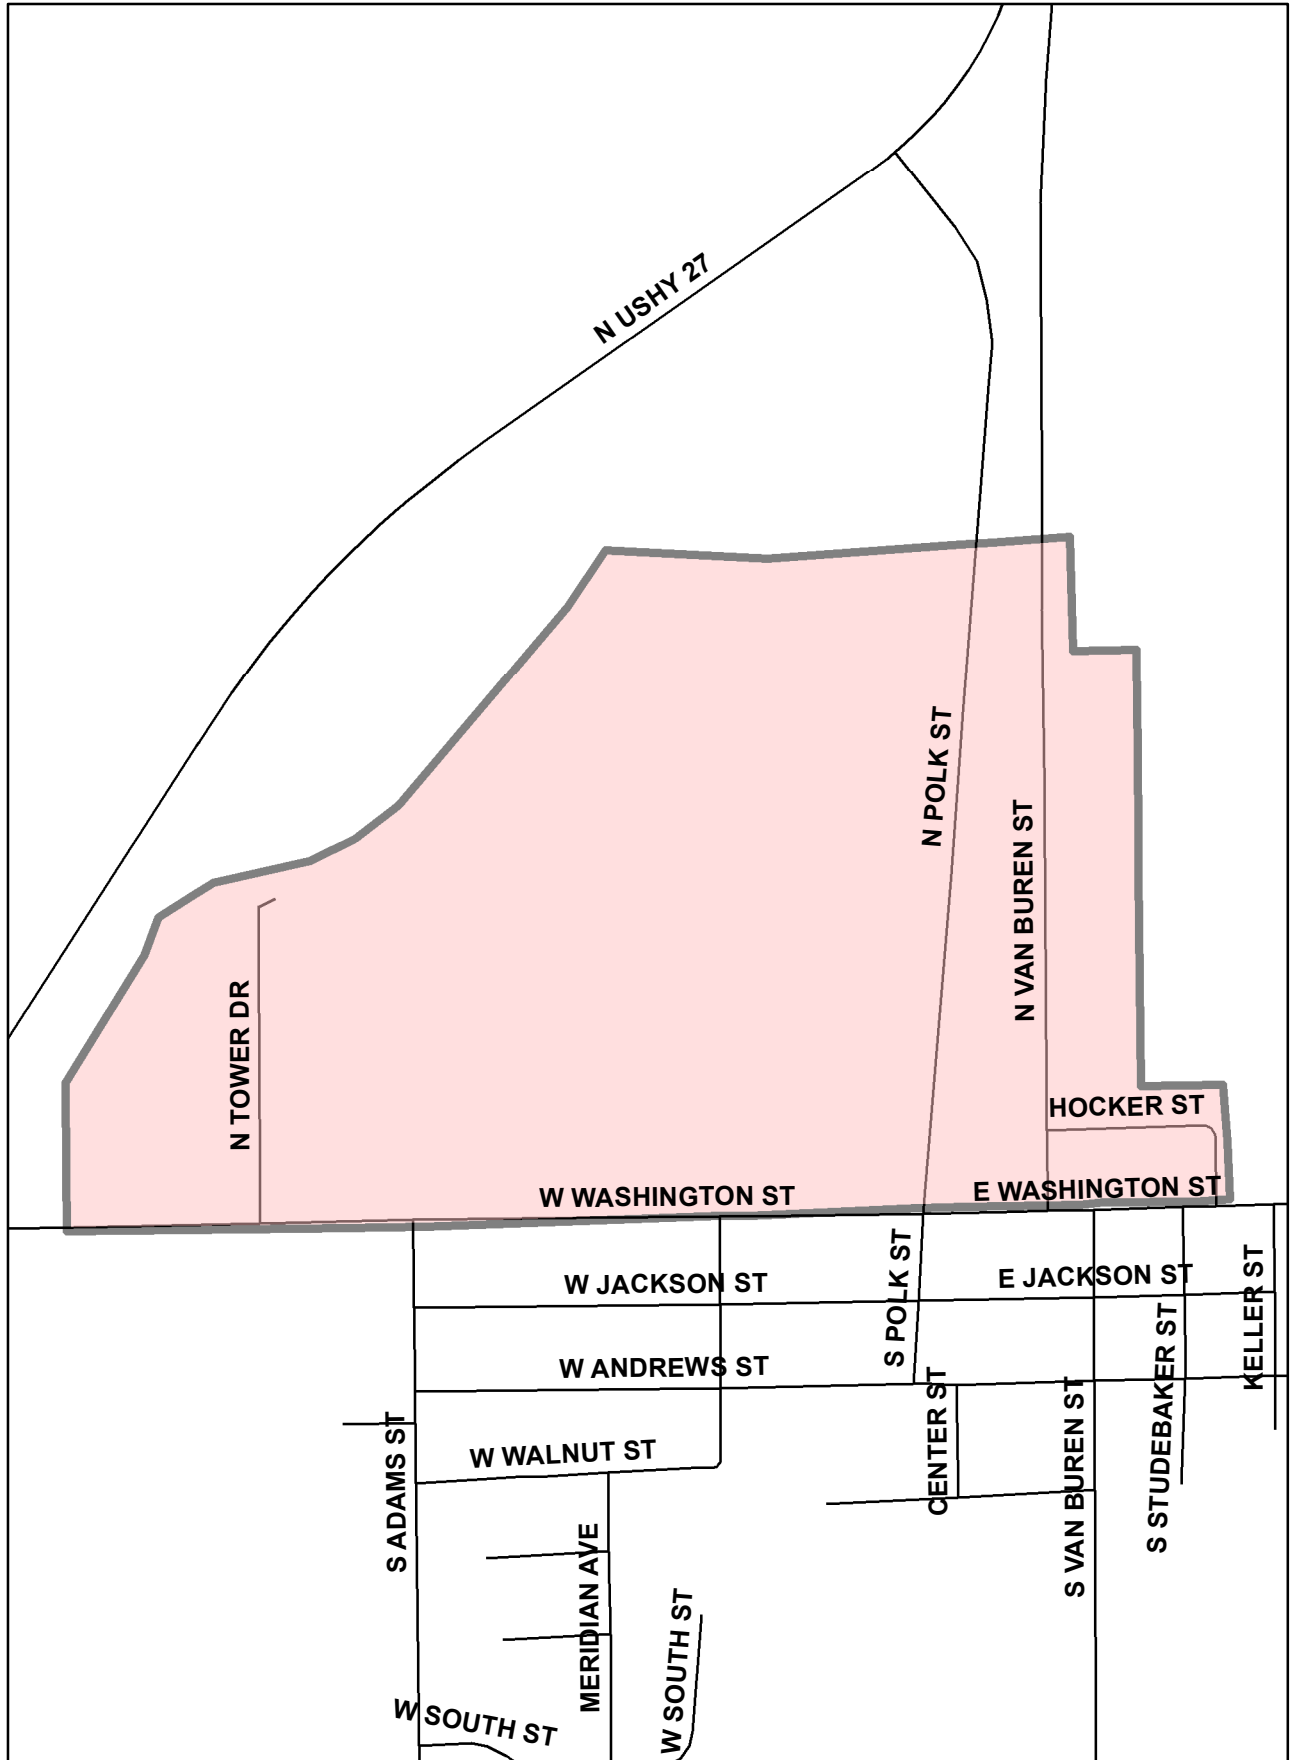 N USHY 27
N POLK ST
N VAN BUREN ST
N TOWER DR
HOCKER ST
W WASHINGTON ST
E WASHINGTON ST
S POLK ST
W JACKSON ST
E JACKSON ST
KELLER ST
W ANDREWS ST
S STUDEBAKER ST
CENTER ST
S VAN BUREN ST
S ADAMS ST
W WALNUT ST
MERIDIAN AVE
W SOUTH ST
W SOUTH ST